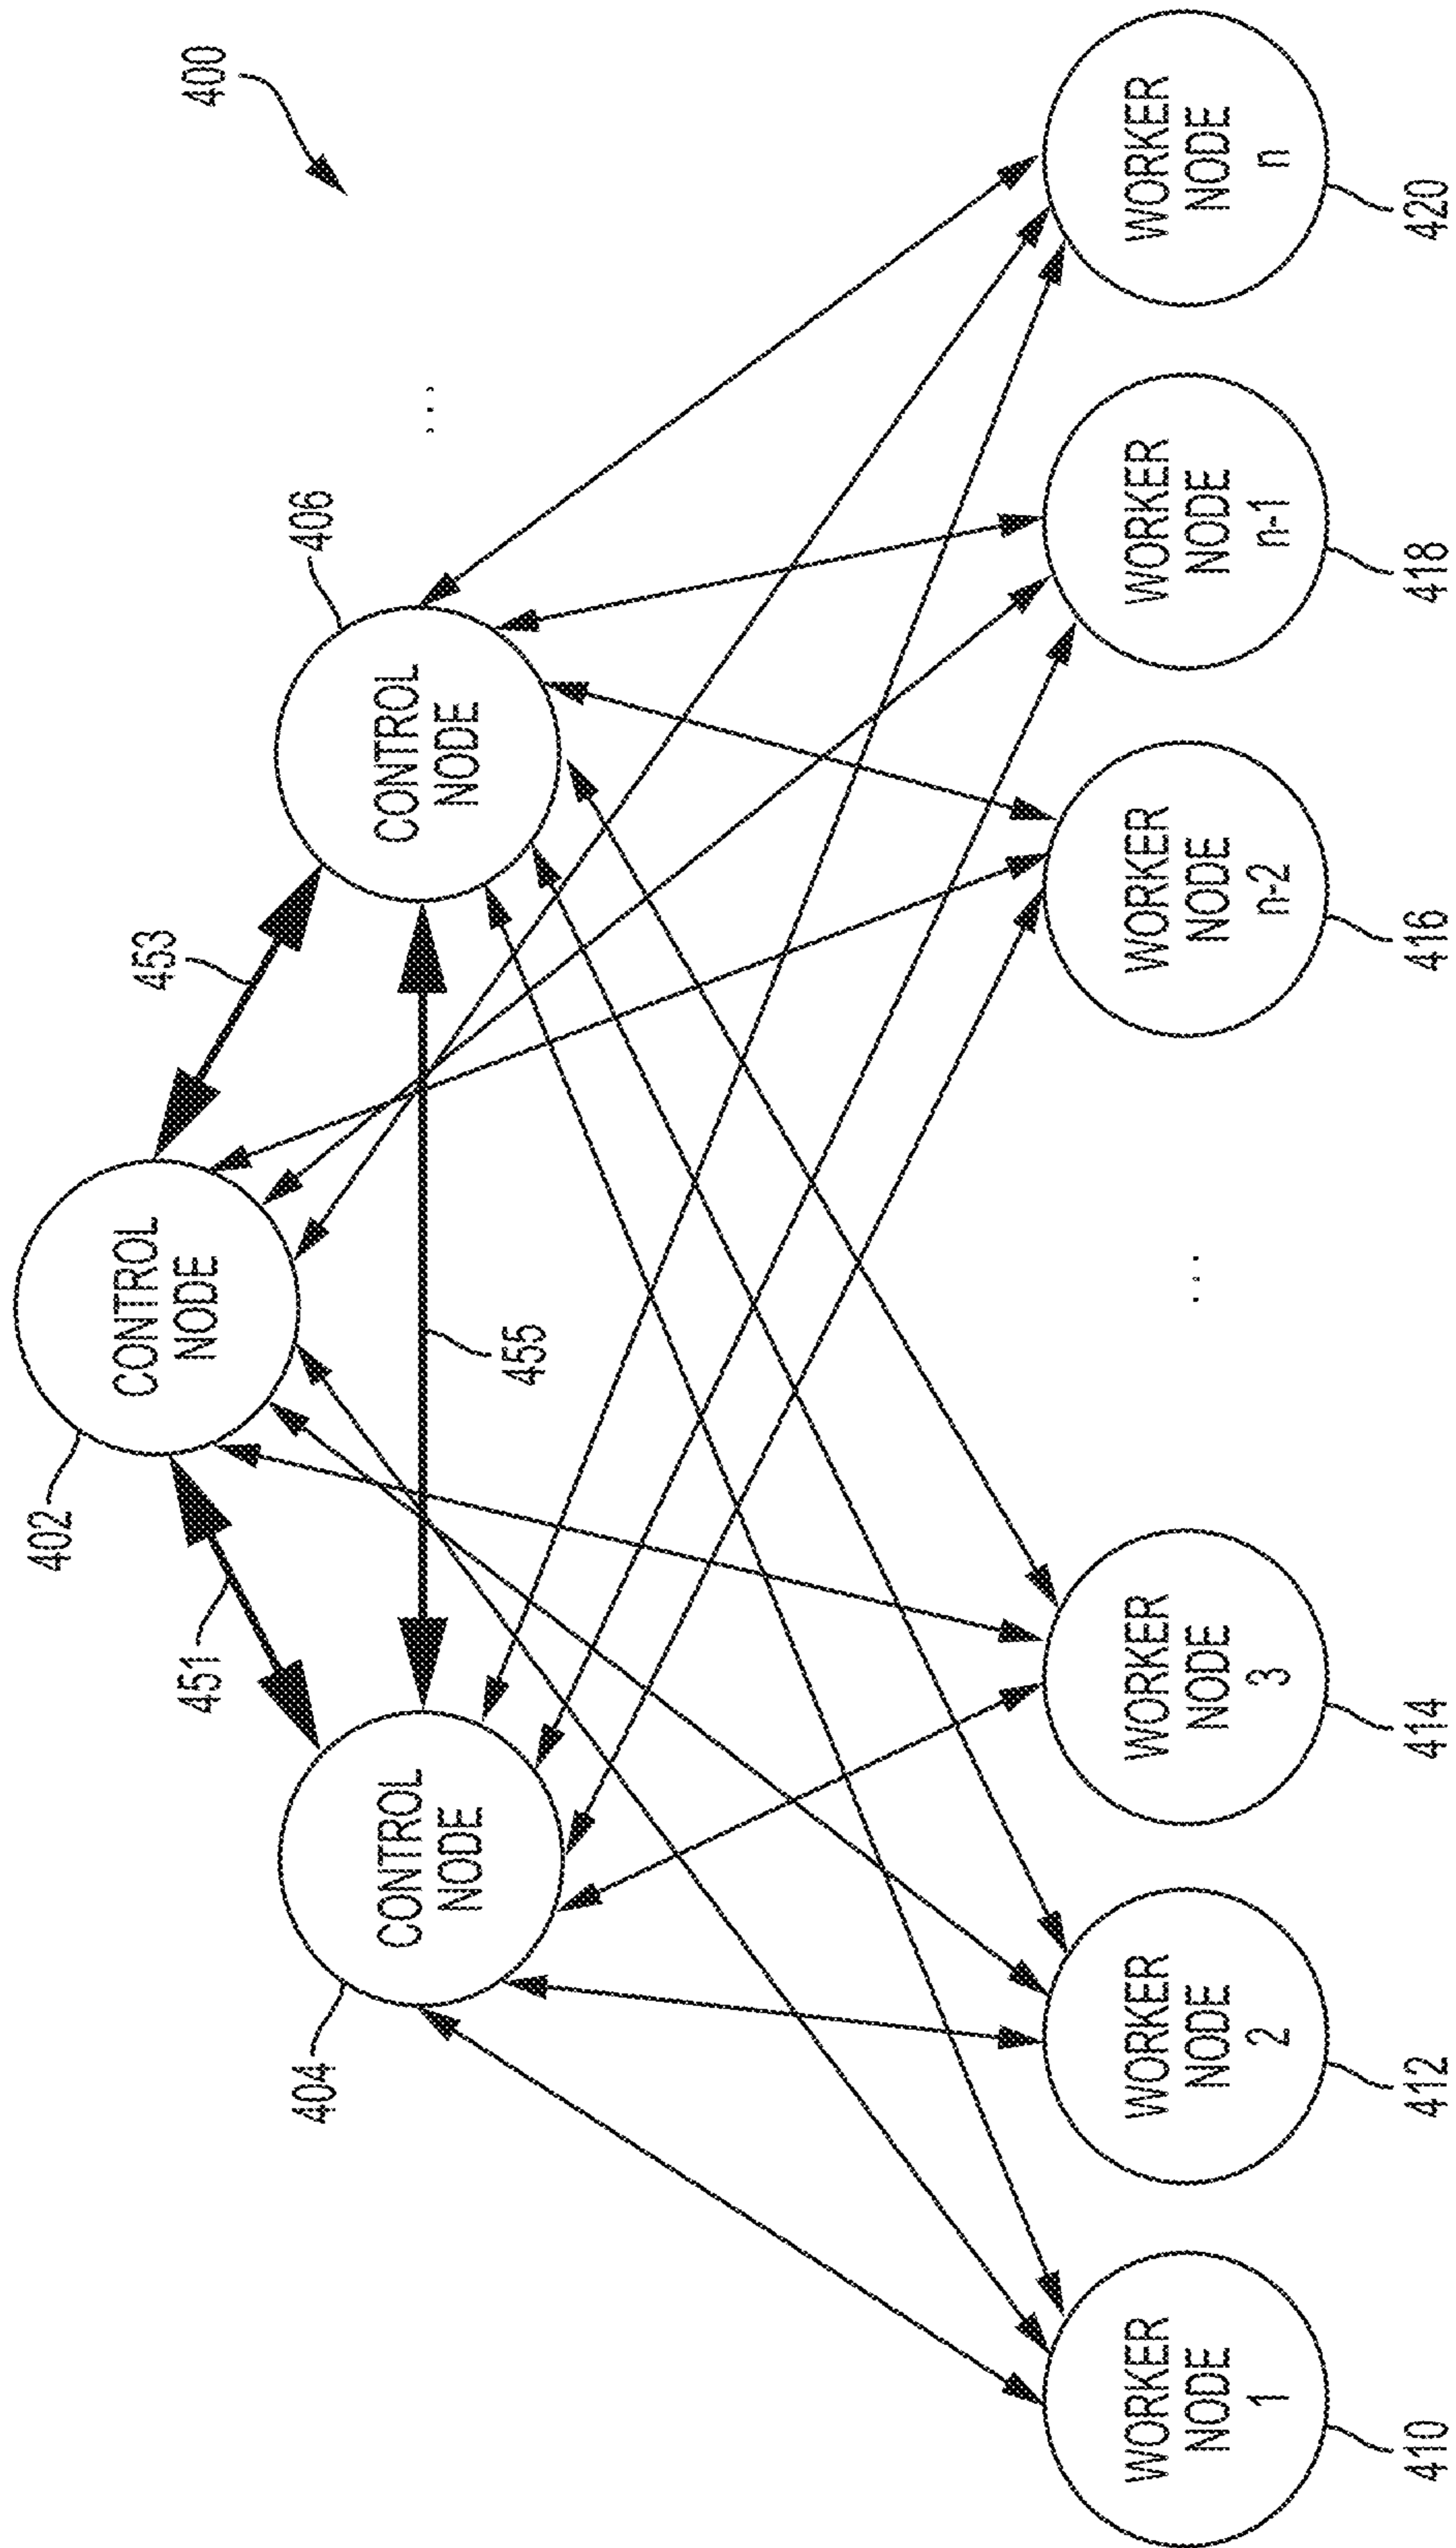 400
402
CONTROL
NODE
451
453
404
CONTROL
NODE
406
CONTROL
NODE
...
455
WORKER
NODE
1
WORKER
NODE
2
WORKER
NODE
3
...
WORKER
NODE
n-2
WORKER
NODE
n-1
WORKER
NODE
n
410
412
414
416
418
420